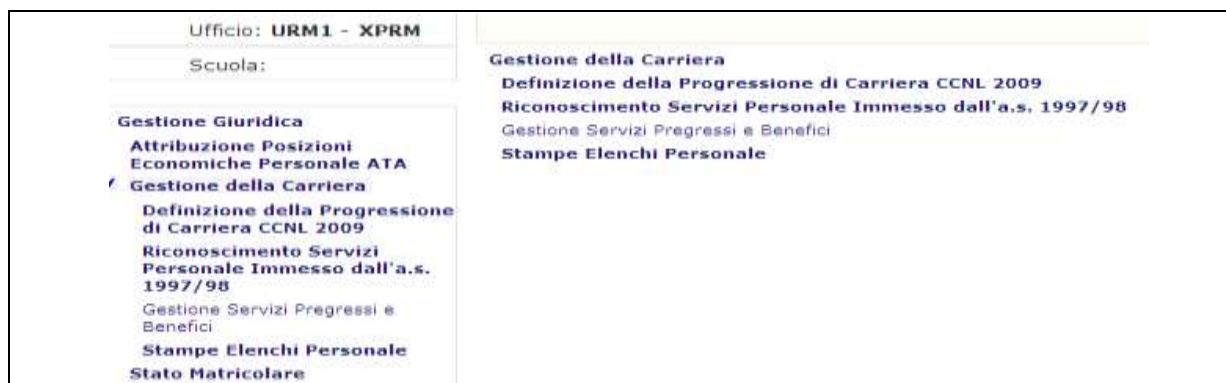 Ufficio: URM1 - XPRM
Scuola:
Gestione Giuridica
Attribuzione Posizioni
Economiche Personale ATA
Gestione della Carriera
Definizione della Progressione
di Carriera CCNL 2009
Riconoscimento Servizi
Personale Immesso dall'a.s.
1997/98
Gestione Servizi Pregressi e
Benefici
Stampe Elenchi Personale
Stato Matricolare
Gestione della Carriera
Definizione della Progressione di Carriera CCNL 2009
Riconoscimento Servizi Personale Immesso dall'a.s. 1997/98
Gestione Servizi Pregressi e Benefici
Stampe Elenchi Personale